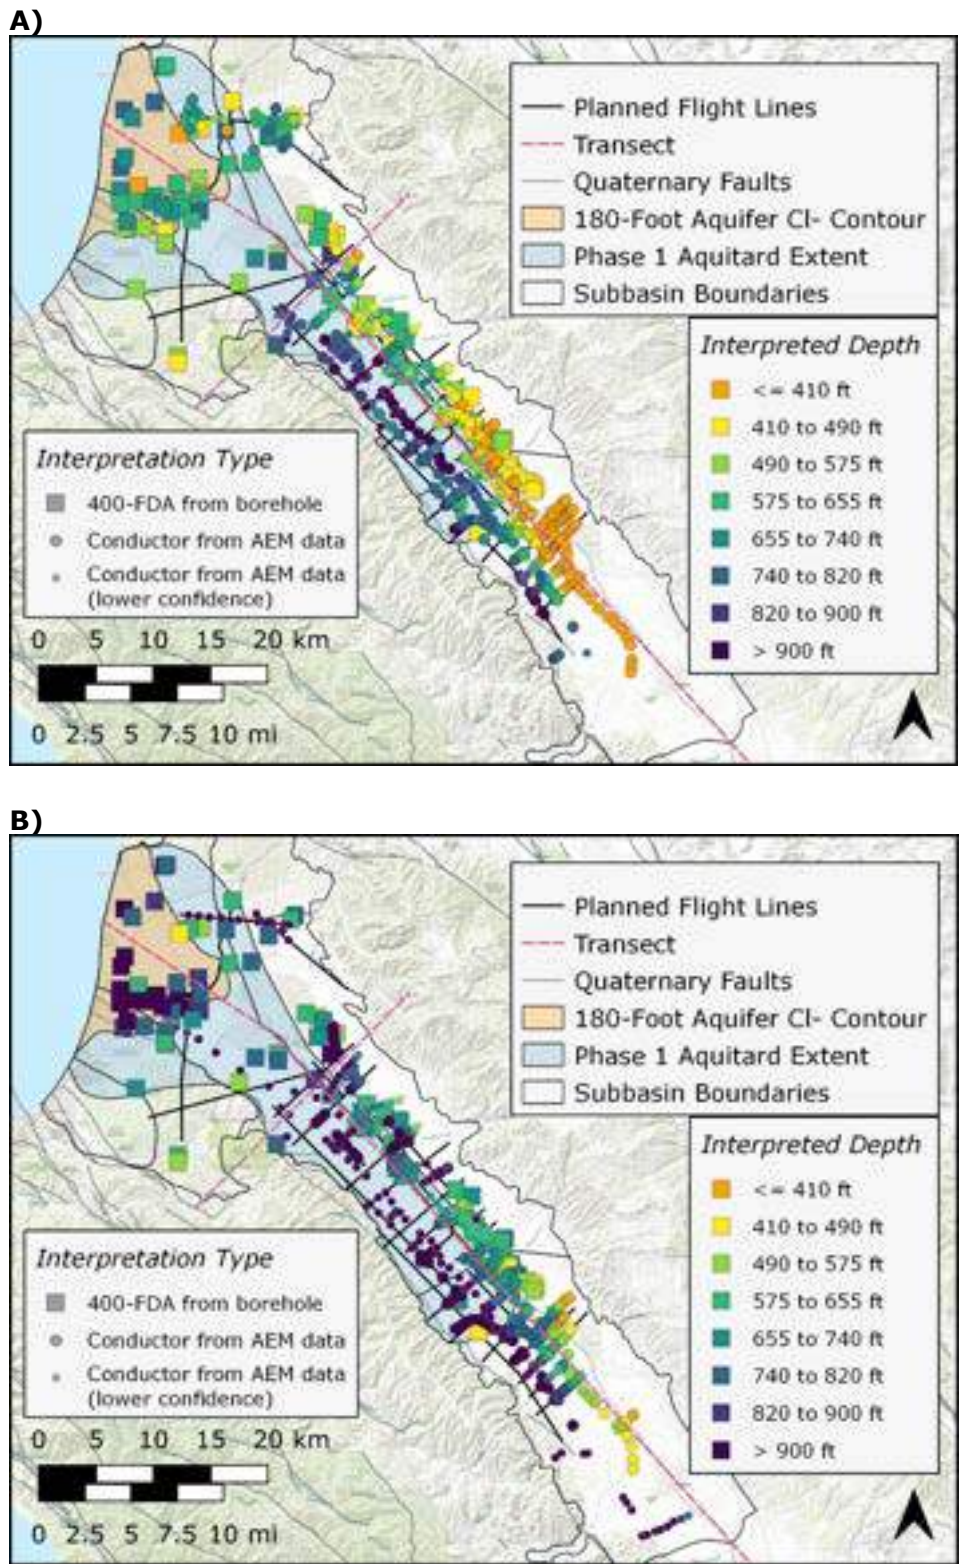 A)
Planned Flight Lines
Transect
Quaternary Faults
180-Foot Aquifer Cl- Contour
Phase 1 Aquitard Extent
Subbasin Boundaries
Interpreted Depth
<= 410 ft
410 to 490 ft
490 to 575 ft
575 to 655 ft
655 to 740 ft
740 to 820 ft
820 to 900 ft
> 900 ft
Interpretation Type
400-FDA from borehole
Conductor from AEM data
Conductor from AEM data
(lower confidence)
0 5 10 15 20 km
0 2.5 5 7.5 10 mi
B)
Planned Flight Lines
Transect
Quaternary Faults
180-Foot Aquifer Cl- Contour
Phase 1 Aquitard Extent
Subbasin Boundaries
Interpreted Depth
<= 410 ft
410 to 490 ft
490 to 575 ft
575 to 655 ft
655 to 740 ft
740 to 820 ft
820 to 900 ft
> 900 ft
Interpretation Type
400-FDA from borehole
Conductor from AEM data
Conductor from AEM data
(lower confidence)
0 5 10 15 20 km
0 2.5 5 7.5 10 mi